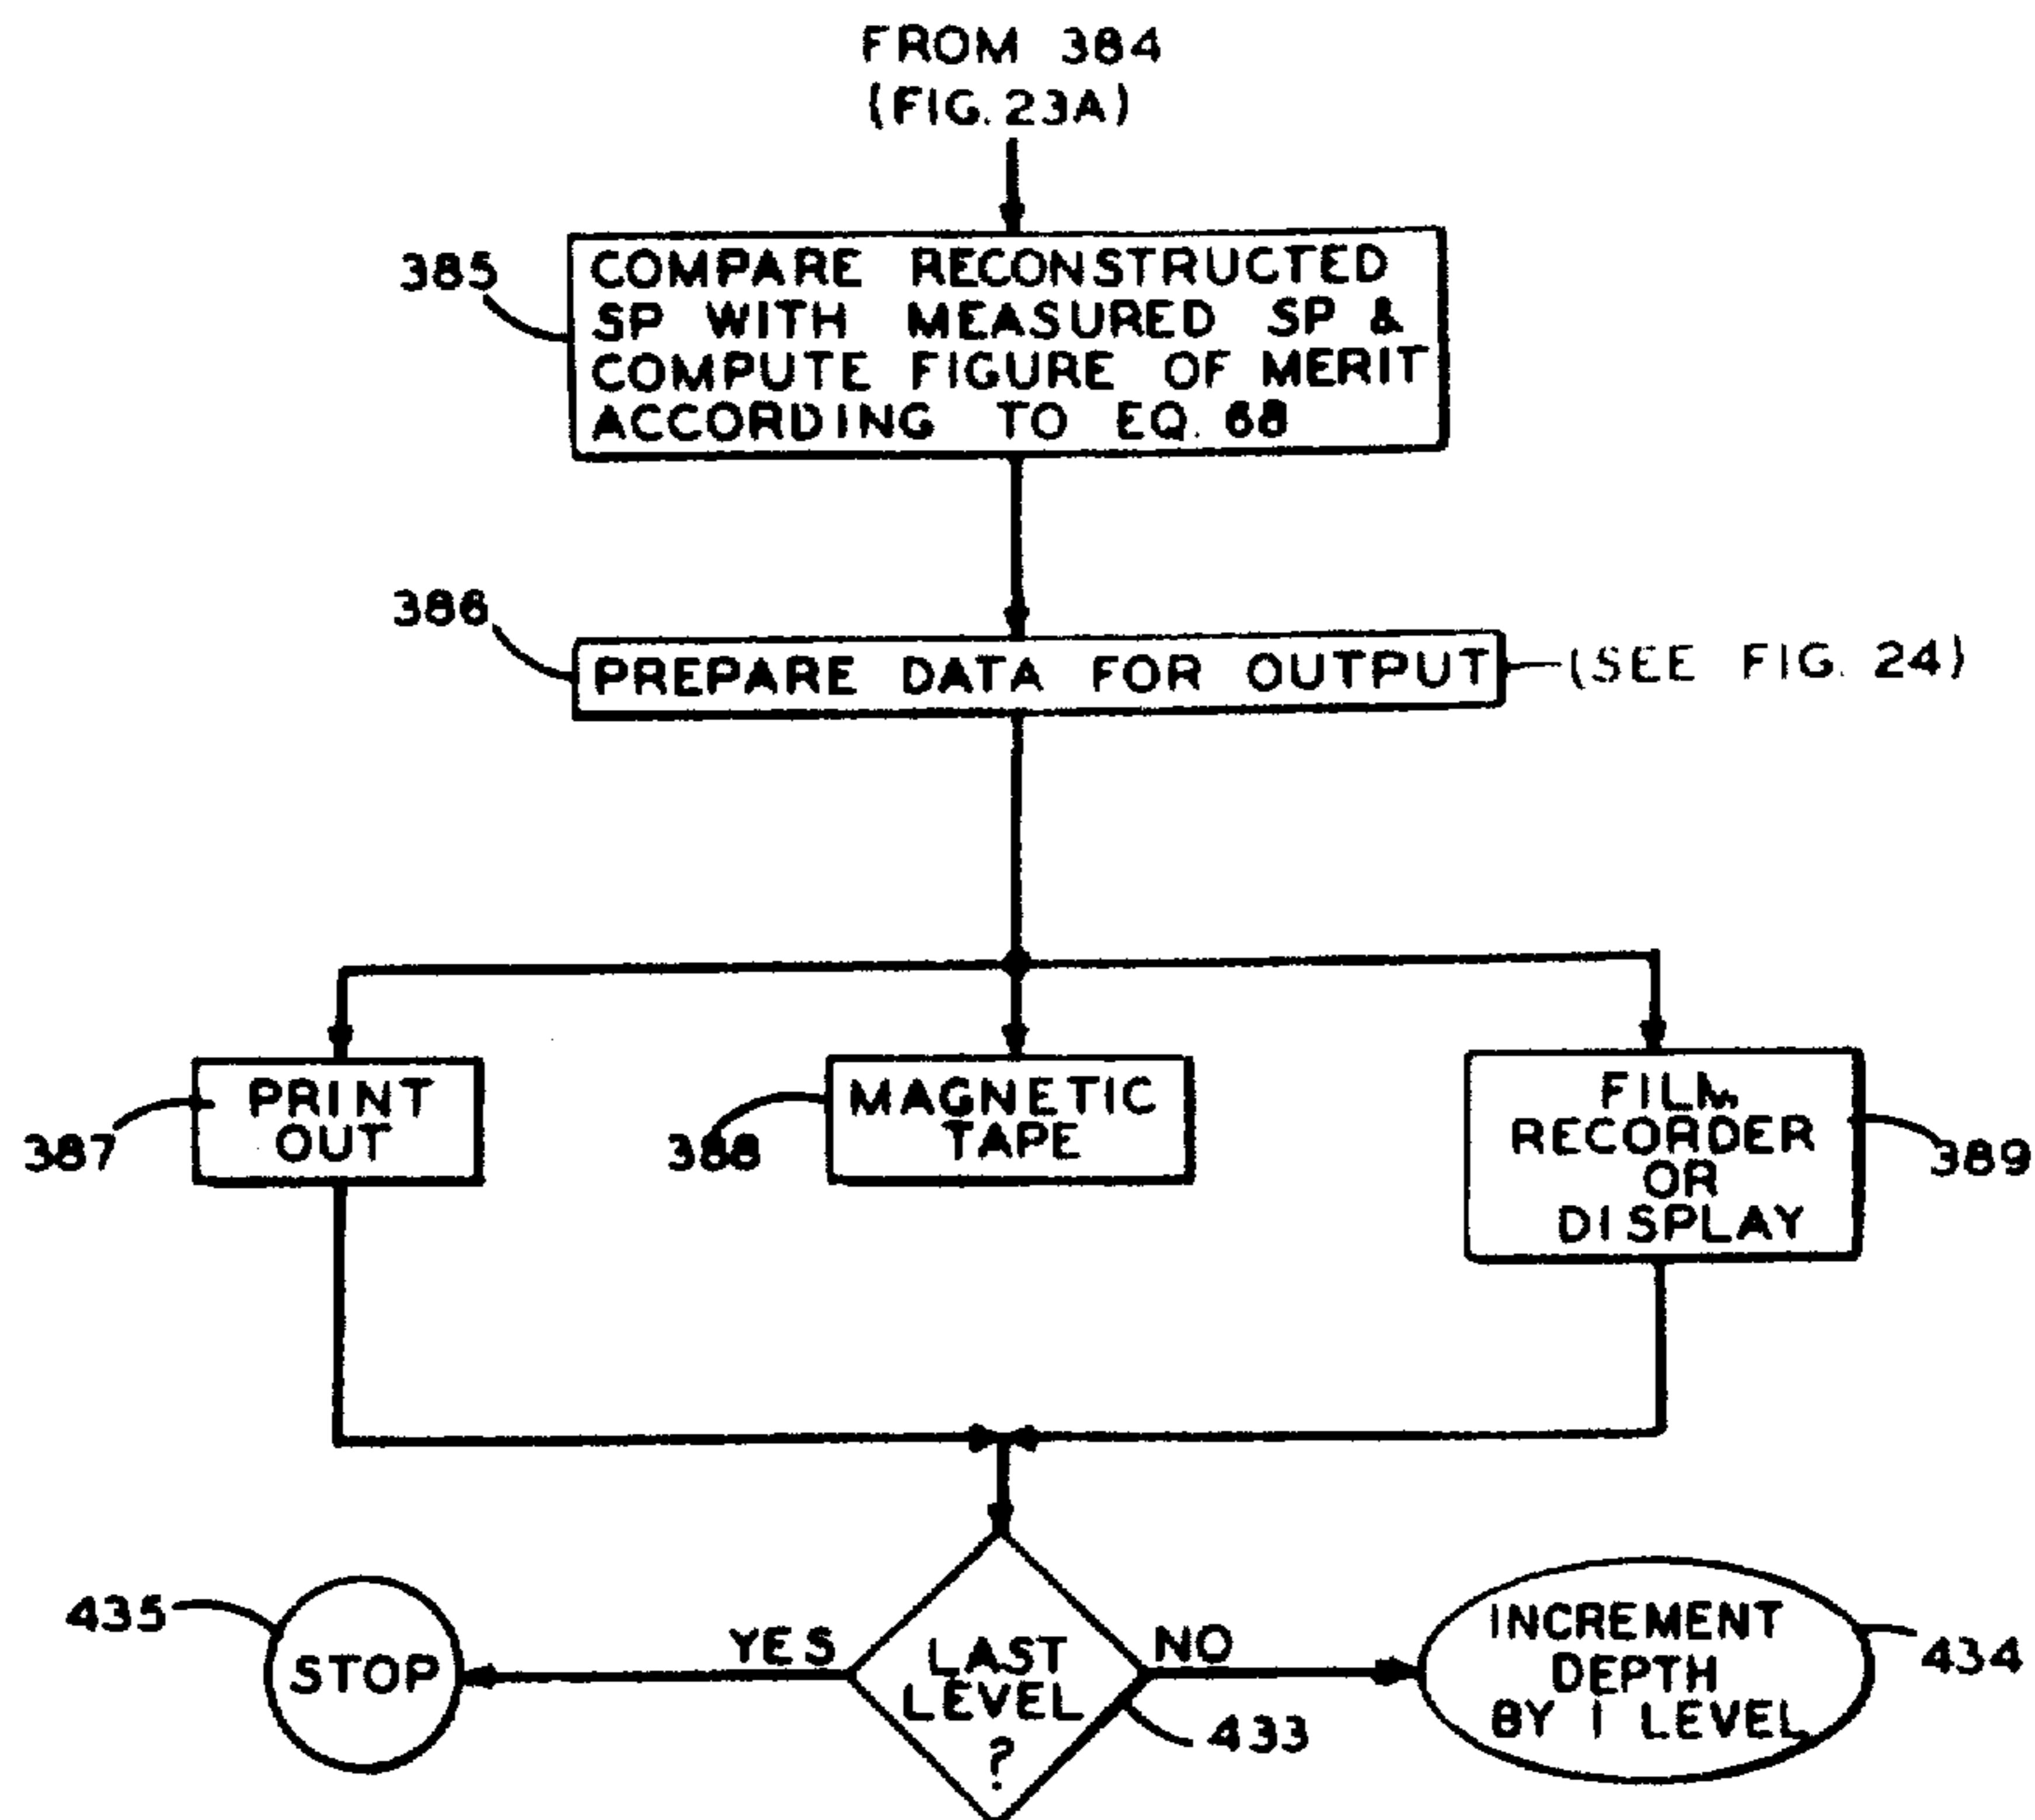 FROM 384
(FIG. 23A)
385
COMPARE RECONSTRUCTED
SP WITH MEASURED SP &
COMPUTE FIGURE OF MERIT
ACCORDING TO EQ. 68
386
PREPARE DATA FOR OUTPUT
(SEE FIG. 24)
387
PRINT
OUT
388
MAGNETIC
TAPE
FILM
RECORDER
OR
DISPLAY
389
435
STOP
YES
LAST
LEVEL
?
NO
433
INCREMENT
DEPTH
BY 1 LEVEL
434